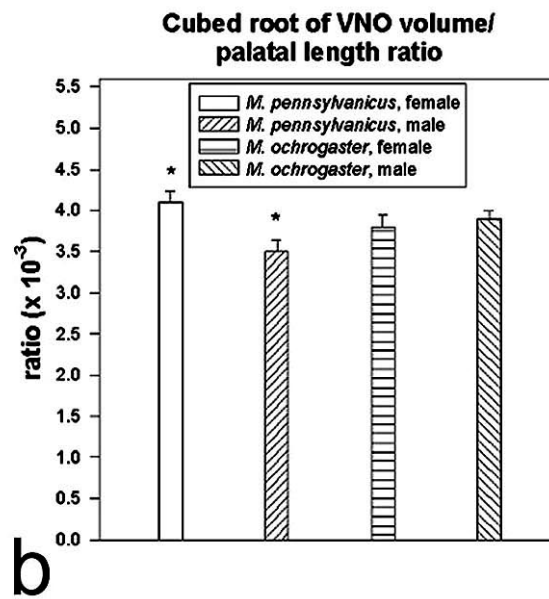 Cubed root of VNO volume/
palatal length ratio
5.5
5.0
4.5
4.0
3.5
3.0
2.5
2.0
1.5
1.0
0.5
0.0
ratio (x 10-3)
M. pennsylvanicus, female
M. pennsylvanicus, male
M. ochrogaster, female
M. ochrogaster, male
*
*
b